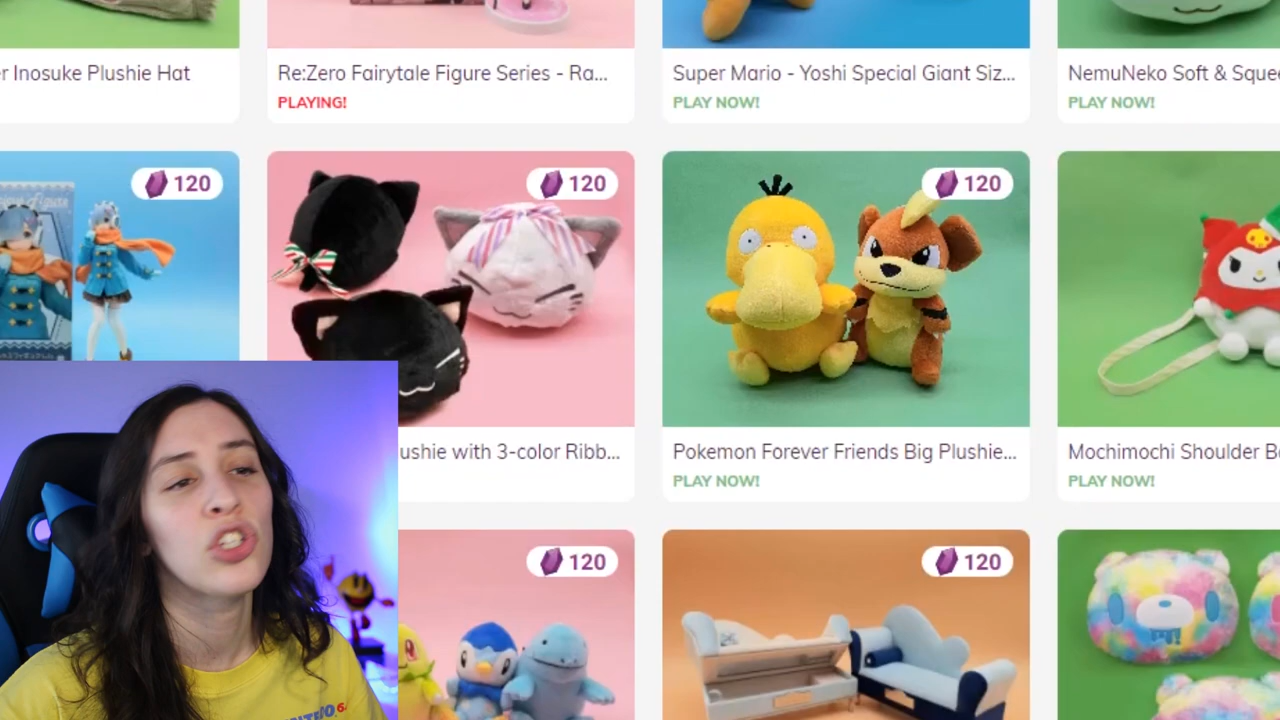 r Inosuke Plushie Hat
Re:Zero Fairytale Figure Series - Ra...
PLAYING!
Super Mario - Yoshi Special Giant Siz...
PLAY NOW!
NemuNeko Soft & Squee
PLAY NOW!
120
120
120
ushie with 3-color Ribb...
Pokemon Forever Friends Big Plushie...
PLAY NOW!
Mochimochi Shoulder B
PLAY NOW!
120
120